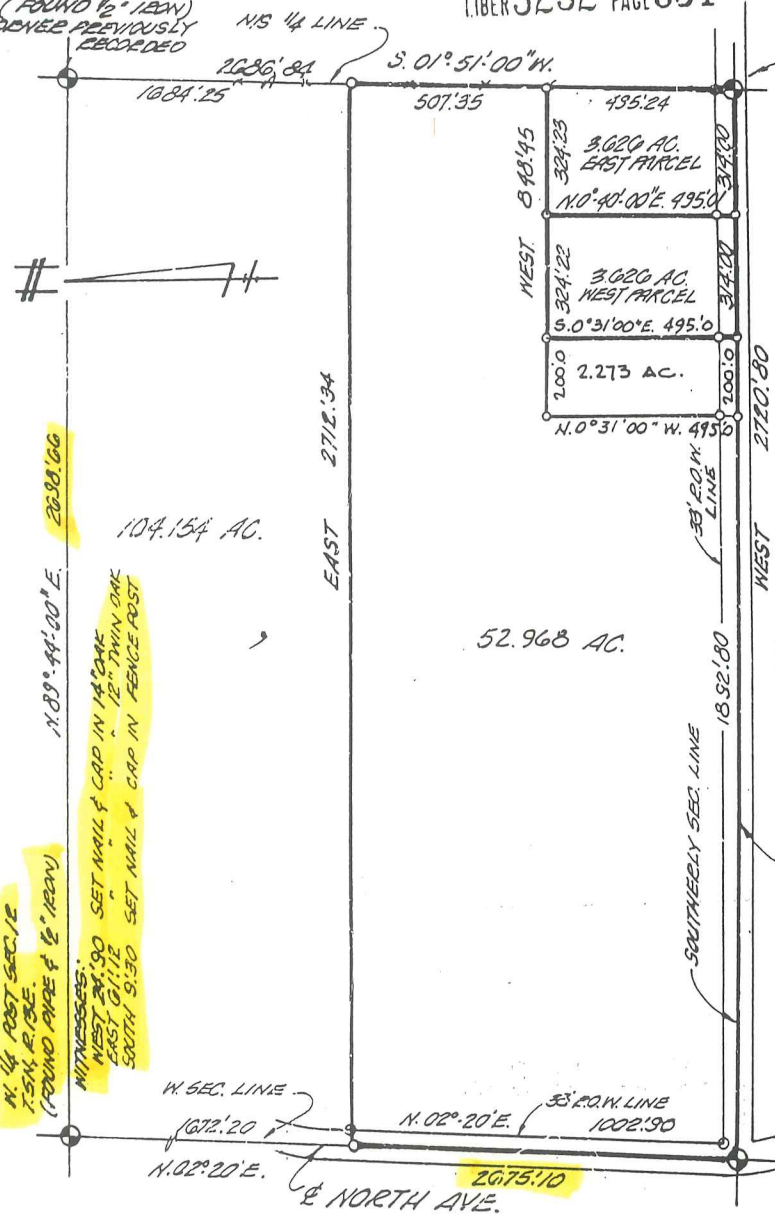 (FOUND ½" IRON)
CORNER PREVIOUSLY
RECORDED
N/S ¼ LINE
LIBER
2686.'84
S. 01°51'00" W.
1684.'25
507.'35
495.'24
848.'45
WEST
324.'23
3.626 AC.
EAST PARCEL
314.'00
N.0°40'00"E. 495.'01
324.'22
3.626 AC.
WEST PARCEL
314.'00
S.0°31'00"E. 495.'0
200.'0
2.273 AC.
200.'0
N.0°31'00" W. 495.'0
33' R.O.W.
LINE
WEST 2720.'80
EAST 2712.'34
N.89°44'00" E. 2698.'66
104.154 AC.
52.968 AC.
1892.'80
SOUTHERLY SEC. LINE
W. ¼ POST SEC. 12
T.5N, R.13E.
(FOUND PIPE & ½" IRON)
WITNESSES:
WEST 24.'90 SET NAIL & CAP IN 14" OAK
EAST 61.'12 " " " " 12" TWIN OAK
SOUTH 9.'30 SET NAIL & CAP IN FENCE POST
W. SEC. LINE
1672.'20
N.02°20'E.
N. 02°20'E.
33' R.O.W. LINE
1002.'90
2675.'10
℄ NORTH AVE.